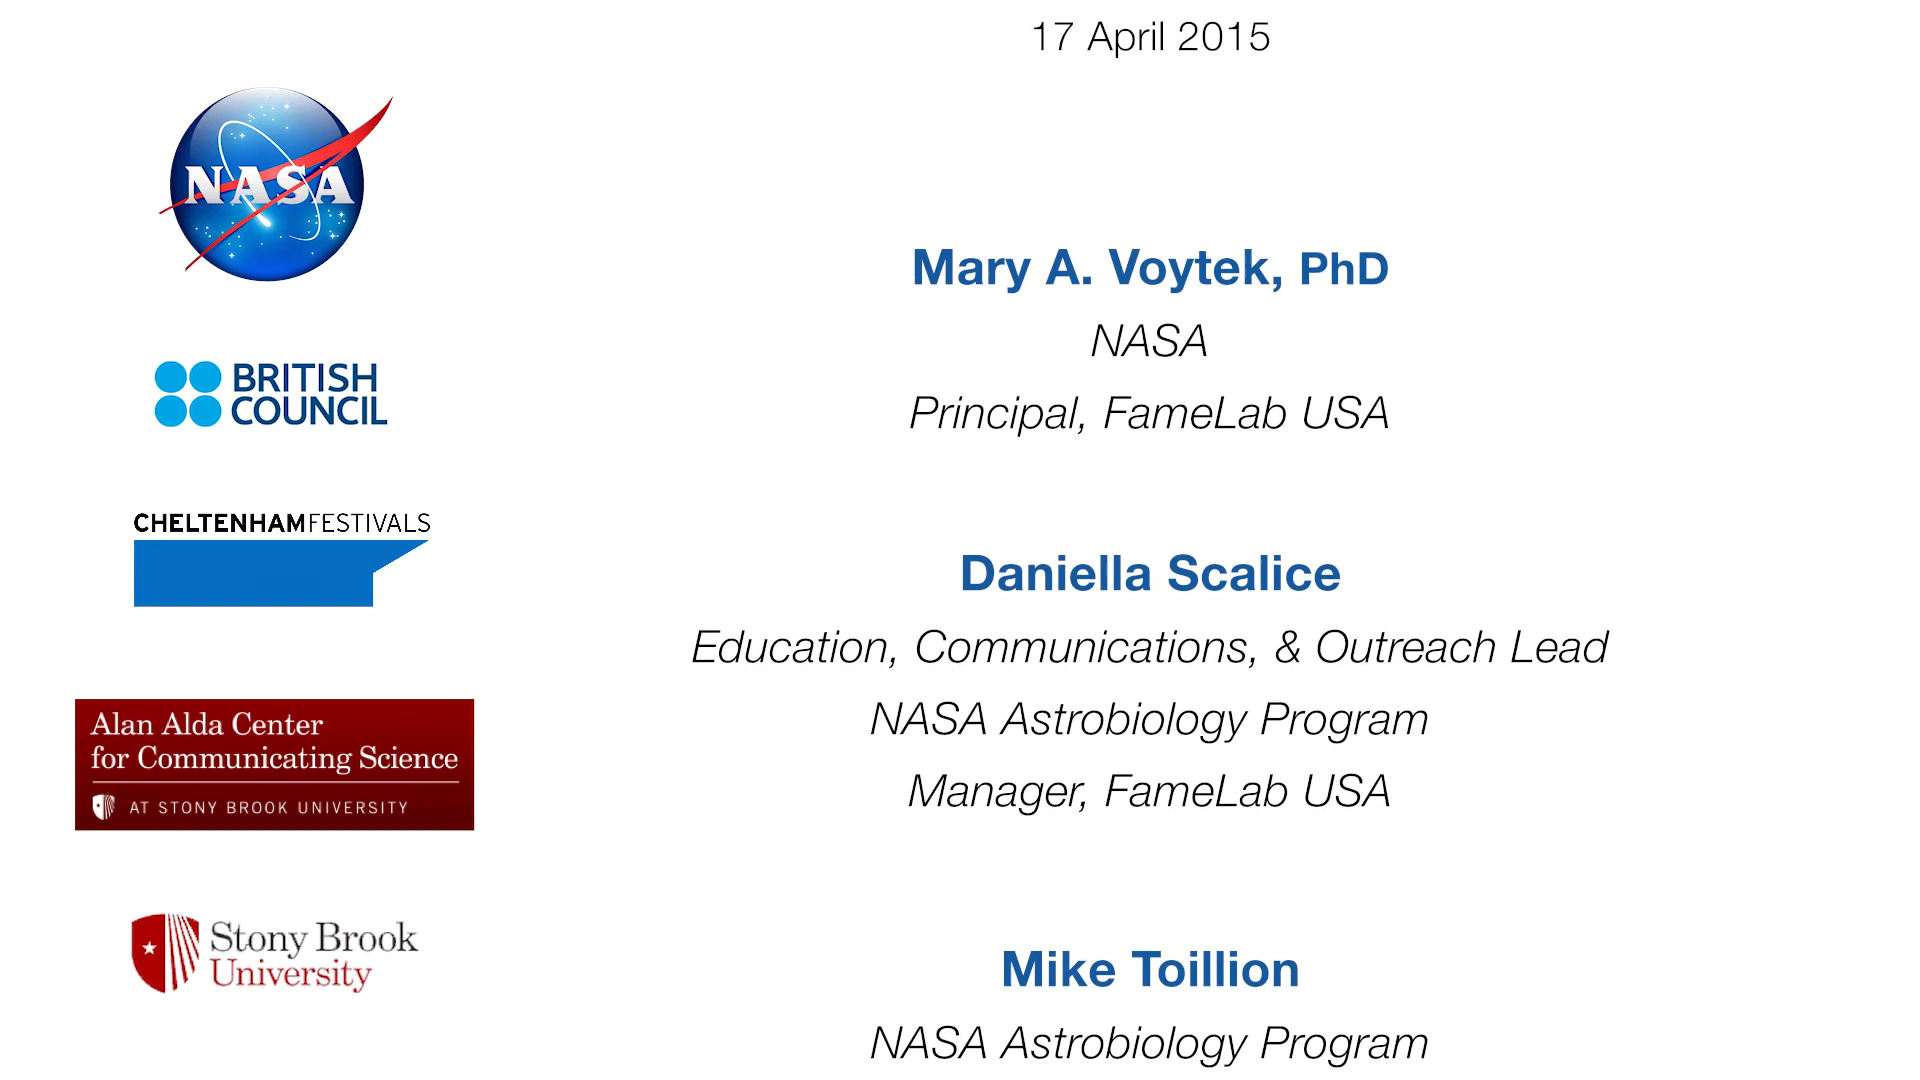 17 April 2015
NASA
BRITISH
COUNCIL
CHELTENHAMFESTIVALS
Alan Alda Center
for Communicating Science
AT STONY BROOK UNIVERSITY
Stony Brook
University
Mary A. Voytek, PhD
NASA
Principal, FameLab USA
Daniella Scalice
Education, Communications, & Outreach Lead
NASA Astrobiology Program
Manager, FameLab USA
Mike Toillion
NASA Astrobiology Program